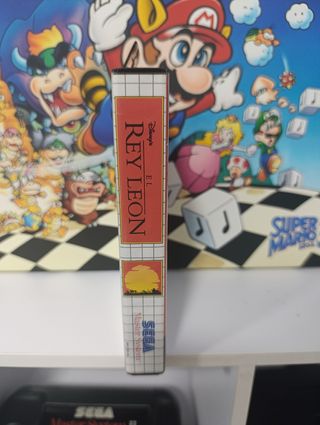 Disney's
EL
REY LEON
SEGA
SUPER
MARIO
SEGA